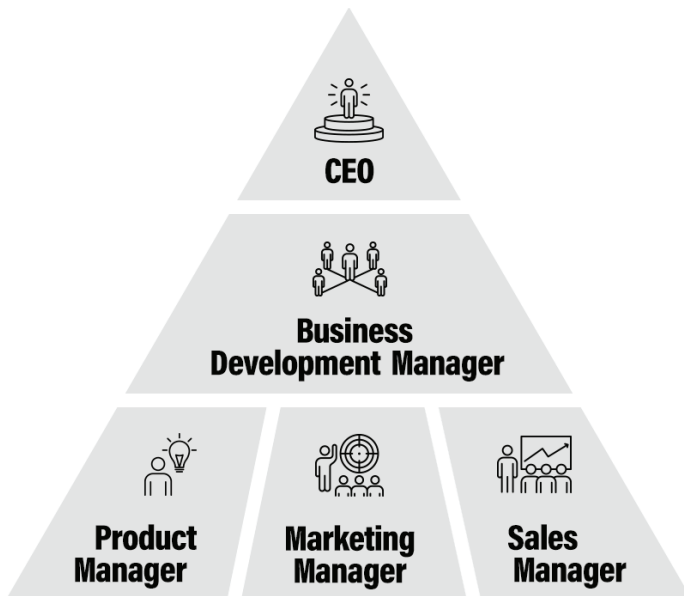 CEO
Business
Development Manager
Product
Manager
Marketing
Manager
Sales
Manager